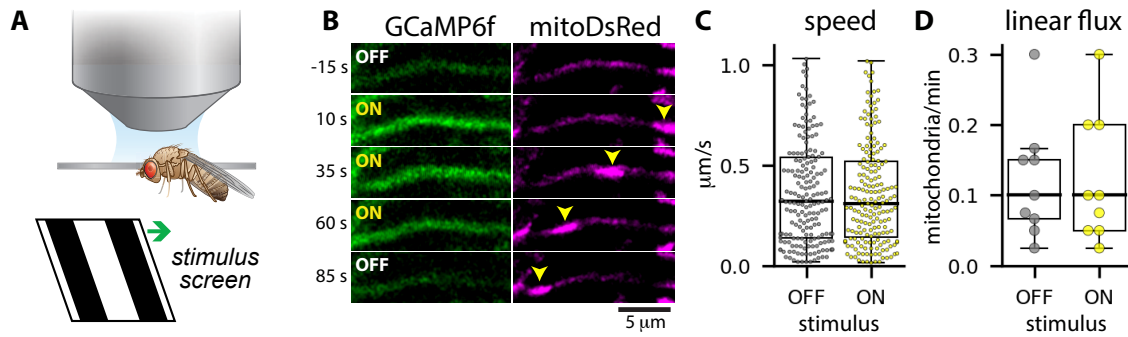 A
stimulus
screen
B
GCaMP6f
mitoDsRed
-15 s
OFF
10 s
ON
35 s
ON
60 s
ON
85 s
OFF
5 μm
C
speed
μm/s
1.0
0.5
0.0
OFF
ON
stimulus
D
linear flux
mitochondria/min
0.3
0.2
0.1
0.0
OFF
ON
stimulus